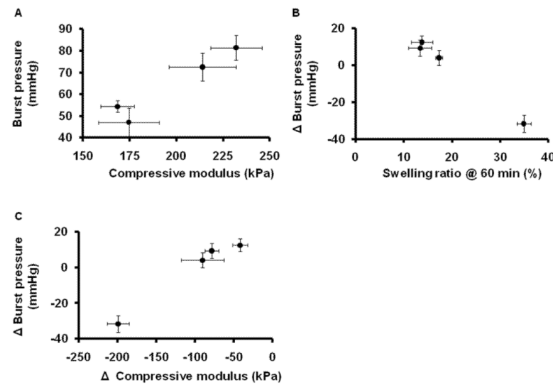 A
Burst pressure
(mmHg)
90
80
70
60
50
40
150
175
200
225
250
Compressive modulus (kPa)
B
Δ Burst pressure
(mmHg)
20
0
-20
-40
0
10
20
30
40
Swelling ratio @ 60 min (%)
C
Δ Burst pressure
(mmHg)
20
0
-20
-40
-250
-200
-150
-100
-50
0
Δ Compressive modulus (kPa)